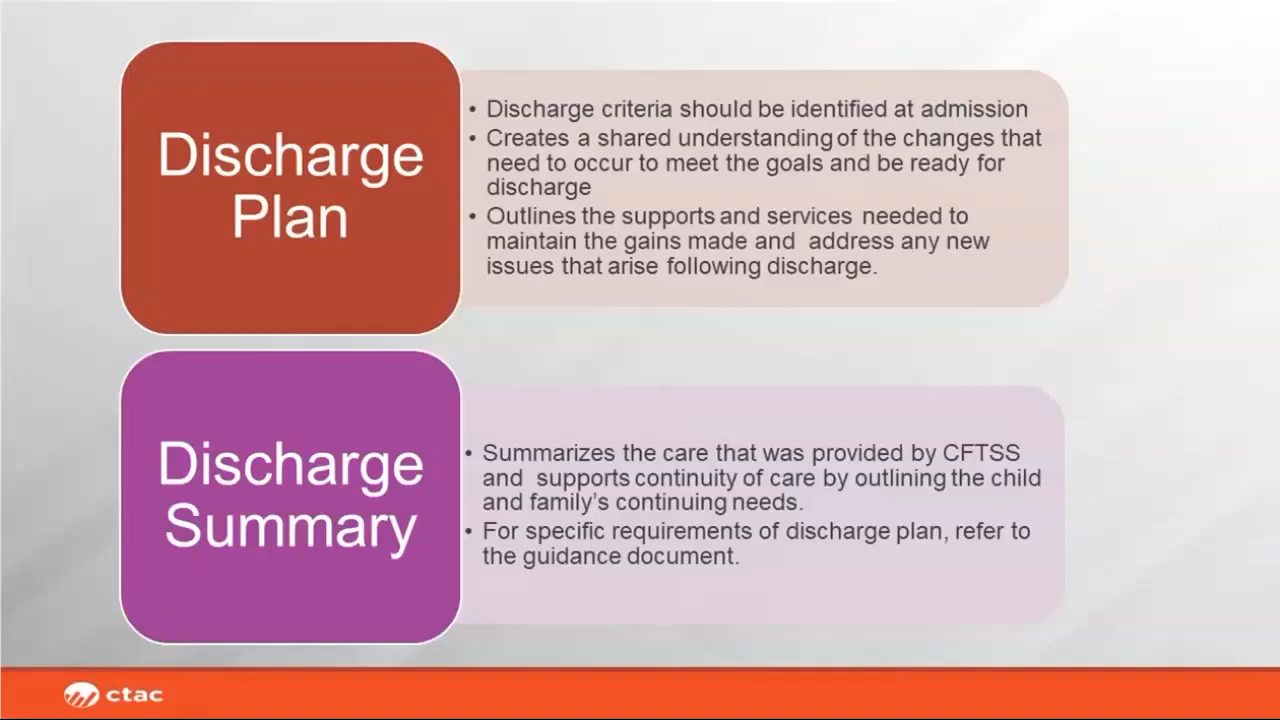 Discharge
Plan
• Discharge criteria should be identified at admission
• Creates a shared understanding of the changes that
need to occur to meet the goals and be ready for
discharge
• Outlines the supports and services needed to
maintain the gains made and address any new
issues that arise following discharge.
Discharge
Summary
• Summarizes the care that was provided by CFTSS
and supports continuity of care by outlining the child
and family's continuing needs.
• For specific requirements of discharge plan, refer to
the guidance document.
ctac